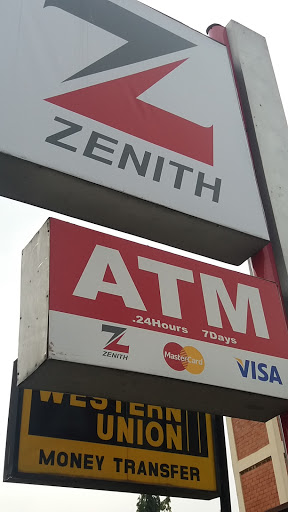 ZENITH
ATM
.24Hours 7Days
ZENITH
MasterCard
VISA
WESTERN
UNION
MONEY TRANSFER